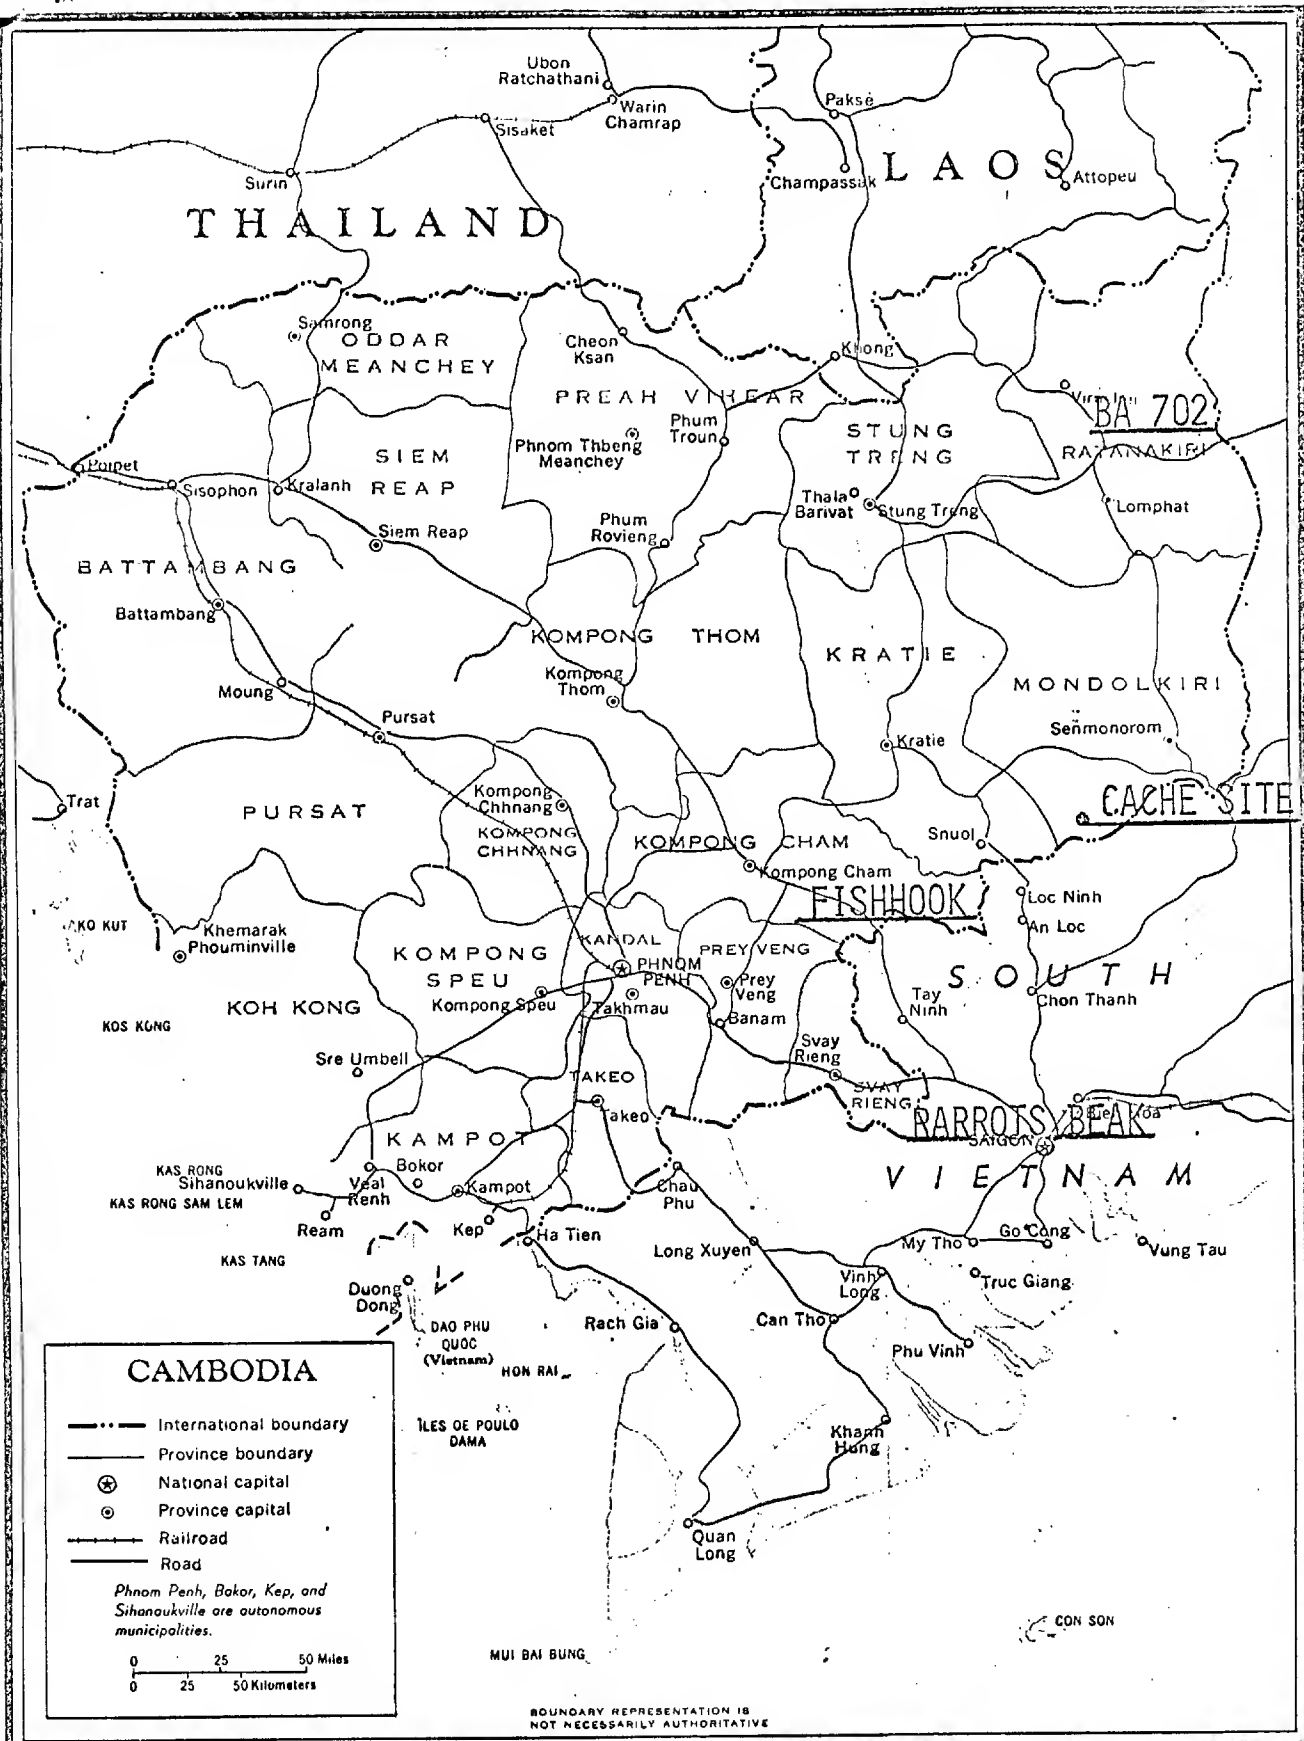 Ubon
Ratchathani
Warin
Chamrap
Sisaket
Surin
Pakse
Champassak
LAOS
Attopeu
THAILAND
Samrong
ODDAR
MEANCHEY
Cheon
Ksan
Khong
PREAH VIHEAR
Phum
Troun
Phnom Thbeng
Meanchey
STUNG
TRENG
BA 702
RATANAKIRI
Poipet
Sisophon
Kralanh
SIEM
REAP
Siem Reap
Phum
Rovieng
Thala
Barivat
Stung Treng
Lomphat
BATTAMBANG
Battambang
KOMPONG THOM
Kompong
Thom
KRATIE
MONDOLKIRI
Senmonorom
Moung
Pursat
Kratie
Trat
PURSAT
Kompong
Chhnang
KOMPONG
CHHNANG
KOMPONG CHAM
Kompong Cham
Snuol
CACHE SITE
FISHHOOK
Loc Ninh
An Loc
KO KUT
Khemarak
Phouminville
KOMPONG
SPEU
KANDAL
PHNOM
PENH
PREY VENG
Prey
Veng
Kompong Speu
Takhmau
Banam
SOUTH
Chon Thanh
Tay
Ninh
KOH KONG
KOS KONG
Sre Umbell
Svay
Rieng
SVAY
RIENG
TAKEO
Takeo
PARROTS BEAK
SAIGON
VIETNAM
KAMPOT
KAS RONG
Sihanoukville
KAS RONG SAM LEM
Veal
Renh
Bokor
Kampot
Chau
Phu
Ream
Kep
Ha Tien
KAS TANG
Long Xuyen
My Tho
Go Cong
Vung Tau
Vinh
Long
Truc Giang
Duong
Dong
DAO PHU
QUOC
(Vietnam)
Rach Gia
Can Tho
Phu Vinh
HON RAI
ILES DE POULO
DAMA
Khanh
Hung
Quan
Long
CON SON
MUI BAI BUNG
CAMBODIA
International boundary
Province boundary
National capital
Province capital
Railroad
Road
Phnom Penh, Bokor, Kep, and
Sihanoukville are autonomous
municipalities.
0 25 50 Miles
0 25 50 Kilometers
BOUNDARY REPRESENTATION IS
NOT NECESSARILY AUTHORITATIVE